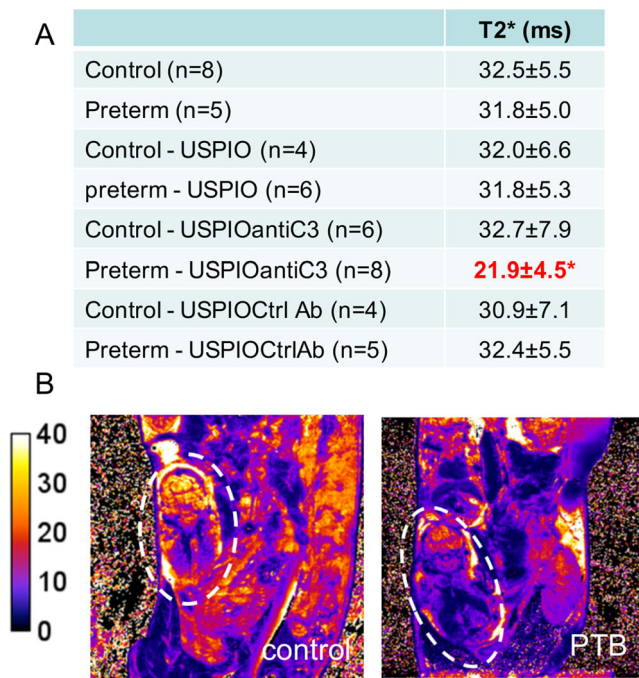 A
T2* (ms)
Control (n=8) 32.5±5.5
Preterm (n=5) 31.8±5.0
Control - USPIO (n=4) 32.0±6.6
preterm - USPIO (n=6) 31.8±5.3
Control - USPIOantiC3 (n=6) 32.7±7.9
Preterm - USPIOantiC3 (n=8) 21.9±4.5*
Control - USPIOCtrl Ab (n=4) 30.9±7.1
Preterm - USPIOCtrlAb (n=5) 32.4±5.5
B
40
30
20
10
0
control
PTB